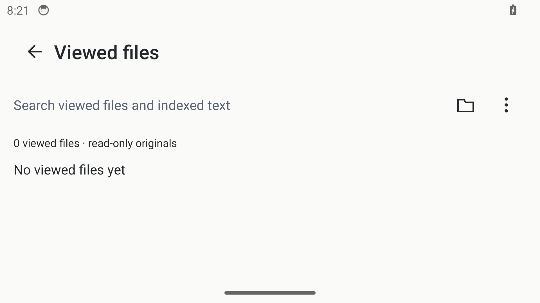 8:21
Viewed files
Search viewed files and indexed text
0 viewed files · read-only originals
No viewed files yet